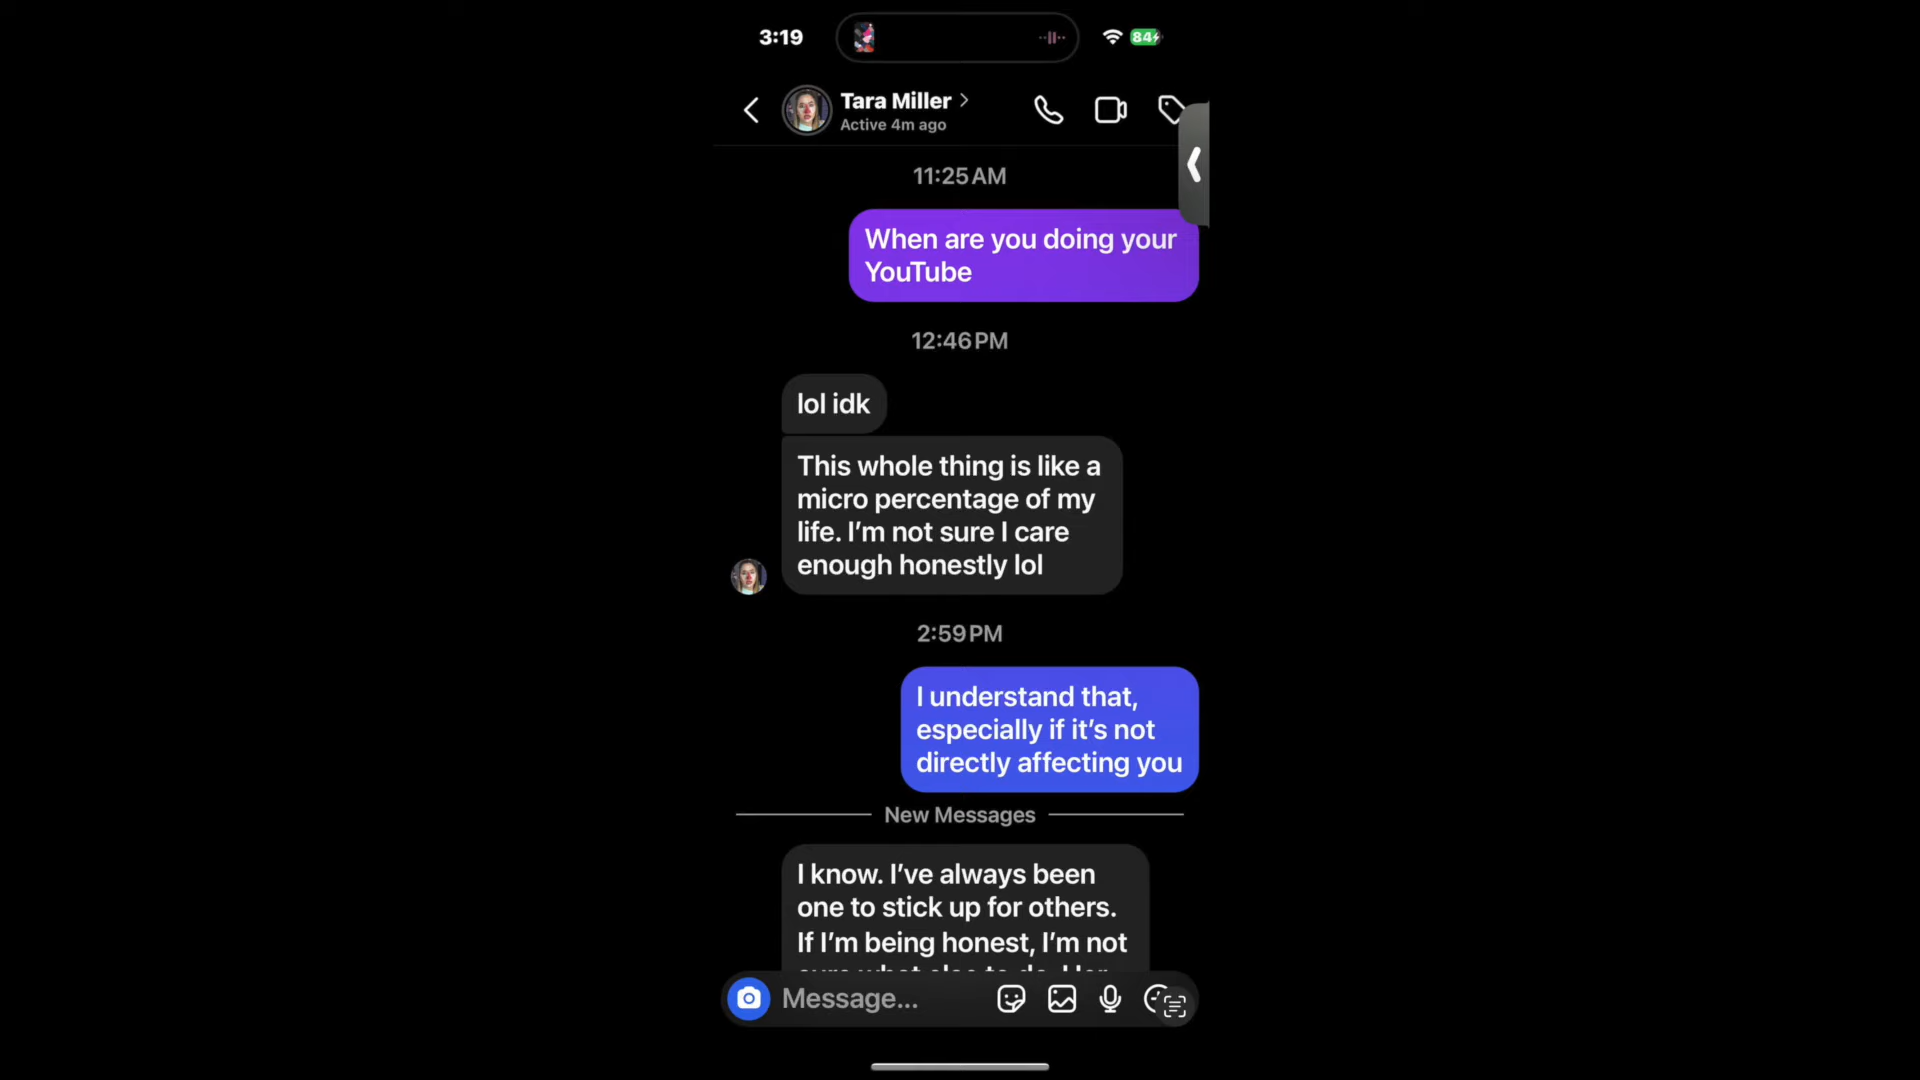 3:19
84
Tara Miller
Active 4m ago
11:25 AM
When are you doing your
YouTube
12:46 PM
lol idk
This whole thing is like a
micro percentage of my
life. I'm not sure I care
enough honestly lol
2:59 PM
I understand that,
especially if it's not
directly affecting you
New Messages
I know. I've always been
one to stick up for others.
If I'm being honest, I'm not
Message...